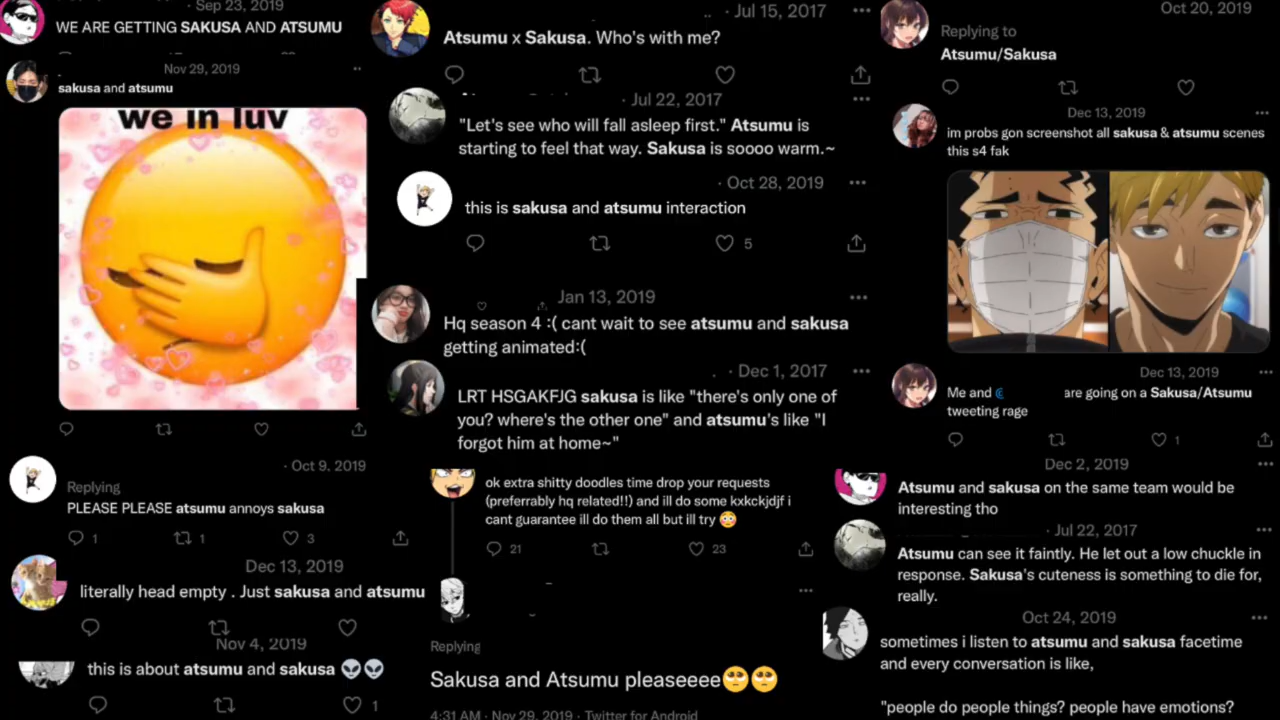 Sep 23, 2019
WE ARE GETTING SAKUSA AND ATSUMU
Nov 29, 2019
sakusa and atsumu
we in luv
Oct 9, 2019
Replying
PLEASE PLEASE atsumu annoys sakusa
1 1 3
Dec 13, 2019
literally head empty . Just sakusa and atsumu
Nov 4, 2019
this is about atsumu and sakusa 👽👽
1
Jul 15, 2017
Atsumu x Sakusa. Who's with me?
Jul 22, 2017
"Let's see who will fall asleep first." Atsumu is
starting to feel that way. Sakusa is soooo warm.~
Oct 28, 2019
this is sakusa and atsumu interaction
5
Jan 13, 2019
Hq season 4 :( cant wait to see atsumu and sakusa
getting animated:(
Dec 1, 2017
LRT HSGAKFJG sakusa is like "there's only one of
you? where's the other one" and atsumu's like "I
forgot him at home~"
ok extra shitty doodles time drop your requests
(preferrably hq related!!) and ill do some kxkckjdjf i
cant guarantee ill do them all but ill try 😳
21 23
Replying
Sakusa and Atsumu pleaseeee🥺🥺
4:31 AM · Nov 29, 2019 · Twitter for Android
Oct 20, 2019
Replying to
Atsumu/Sakusa
Dec 13, 2019
im probs gon screenshot all sakusa & atsumu scenes
this s4 fak
Dec 13, 2019
Me and are going on a Sakusa/Atsumu
tweeting rage
1
Dec 2, 2019
Atsumu and sakusa on the same team would be
interesting tho
Jul 22, 2017
Atsumu can see it faintly. He let out a low chuckle in
response. Sakusa's cuteness is something to die for,
really.
Oct 24, 2019
sometimes i listen to atsumu and sakusa facetime
and every conversation is like,
"people do people things? people have emotions?